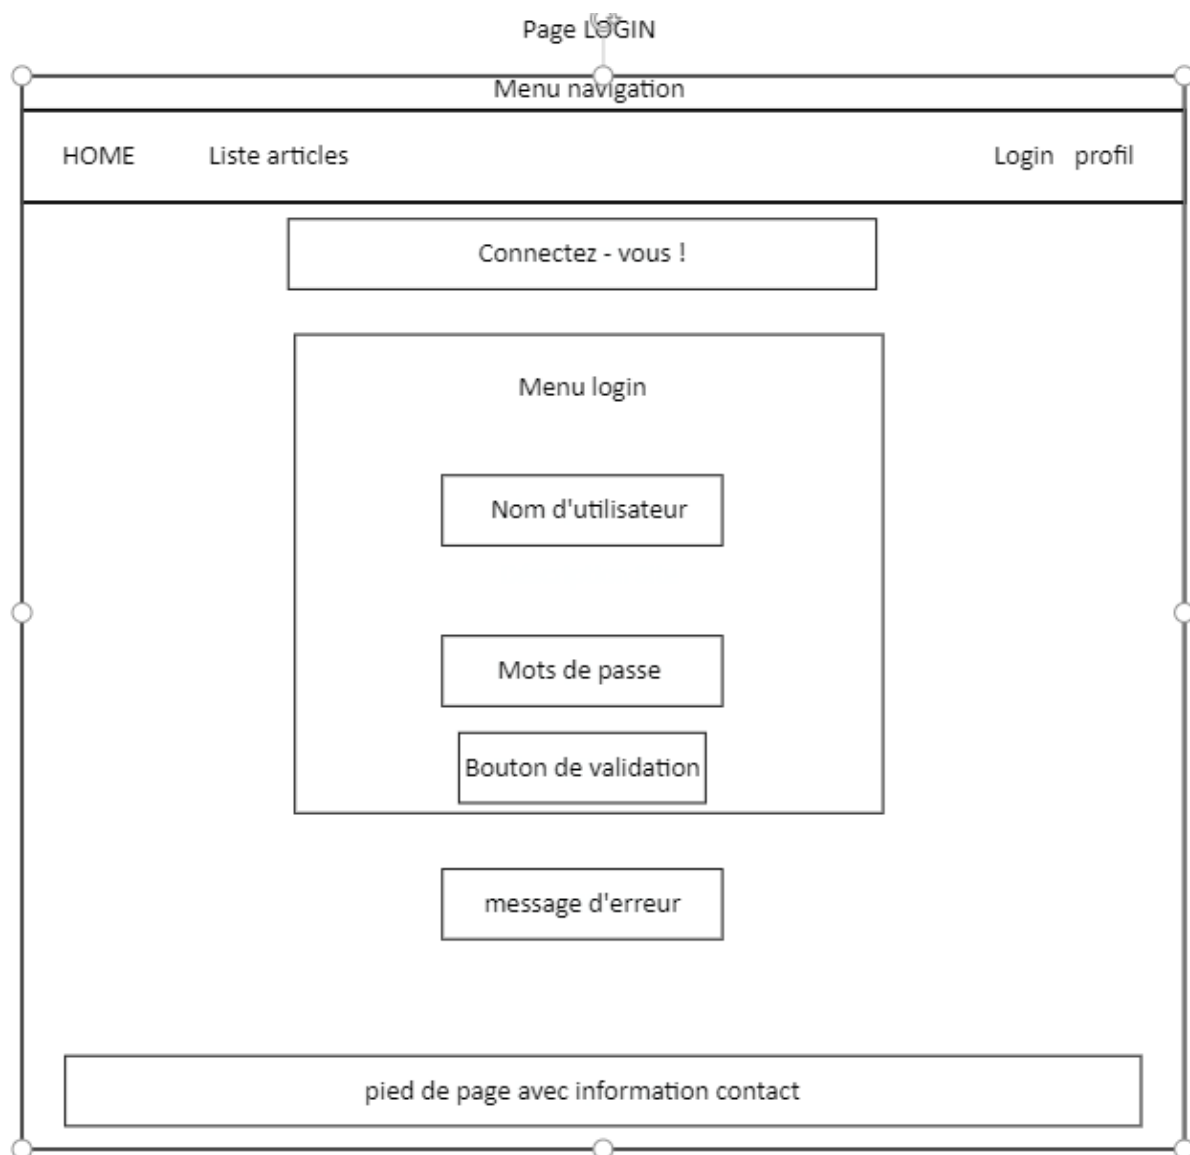 Page LOGIN
Menu navigation
HOME Liste articles Login profil
Connectez - vous !
Menu login
Nom d'utilisateur
Mots de passe
Bouton de validation
message d'erreur
pied de page avec information contact